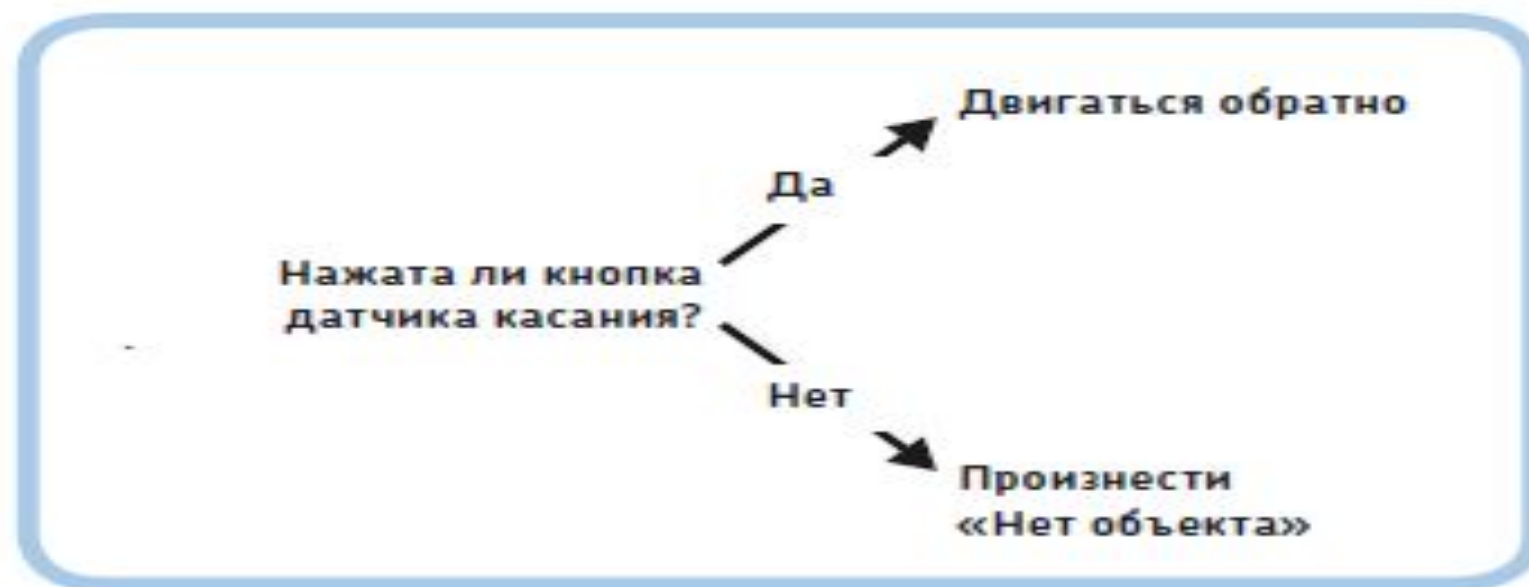 Двигаться обратно
Да
Нажата ли кнопка
датчика касания?
Нет
Произнести
«Нет объекта»